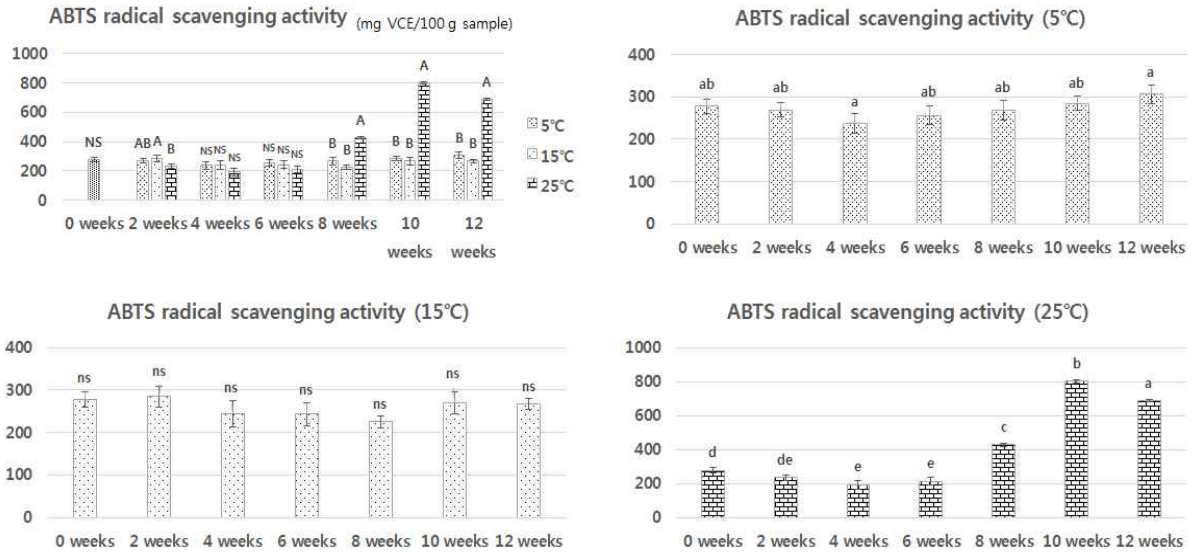 ABTS radical scavenging activity (mg VCE/100 g sample)
1000
800
600
400
200
0
NS
AB A B
NS NS NS
NS NS NS
B B A
B B A
B B A
5℃
15℃
25℃
0 weeks 2 weeks 4 weeks 6 weeks 8 weeks 10 weeks 12 weeks
ABTS radical scavenging activity (5℃)
400
300
200
100
0
ab ab a ab ab ab a
0 weeks 2 weeks 4 weeks 6 weeks 8 weeks 10 weeks 12 weeks
ABTS radical scavenging activity (15℃)
400
300
200
100
0
ns ns ns ns ns ns ns
0 weeks 2 weeks 4 weeks 6 weeks 8 weeks 10 weeks 12 weeks
ABTS radical scavenging activity (25℃)
1000
800
600
400
200
0
d de e e c b a
0 weeks 2 weeks 4 weeks 6 weeks 8 weeks 10 weeks 12 weeks